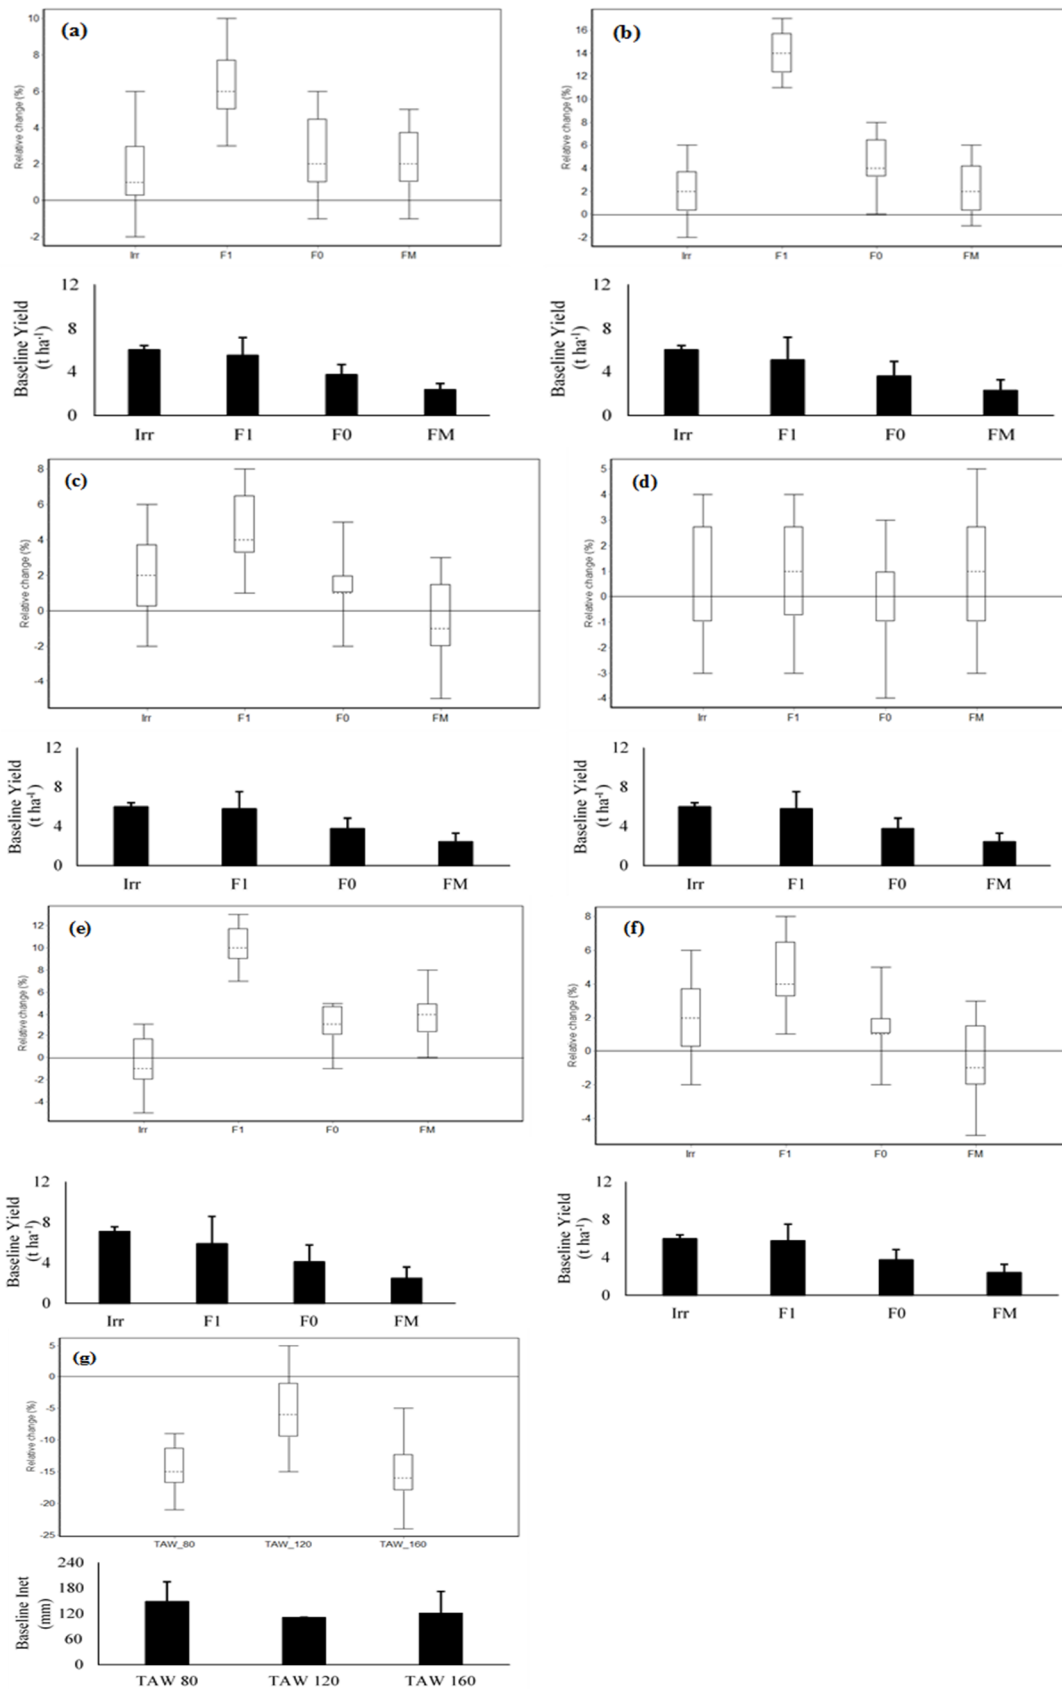 (a)
Relative change (%)
10
8
6
4
2
0
-2
Irr F1 F0 FM
Baseline Yield
(t ha⁻¹)
12
8
4
0
Irr F1 F0 FM
(b)
Relative change (%)
16
14
12
10
8
6
4
2
0
-2
Irr F1 F0 FM
Baseline Yield
(t ha⁻¹)
12
8
4
0
Irr F1 F0 FM
(c)
Relative change (%)
8
6
4
2
0
-2
-4
Irr F1 F0 FM
Baseline Yield
(t ha⁻¹)
12
8
4
0
Irr F1 F0 FM
(d)
Relative change (%)
5
4
3
2
1
0
-1
-2
-3
-4
Irr F1 F0 FM
Baseline Yield
(t ha⁻¹)
12
8
4
0
Irr F1 F0 FM
(e)
Relative change (%)
12
10
8
6
4
2
0
-2
-4
Irr F1 F0 FM
Baseline Yield
(t ha⁻¹)
12
8
4
0
Irr F1 F0 FM
(f)
Relative change (%)
8
6
4
2
0
-2
-4
Irr F1 F0 FM
Baseline Yield
(t ha⁻¹)
12
8
4
0
Irr F1 F0 FM
(g)
Relative change (%)
5
0
-5
-10
-15
-20
-25
TAW_80 TAW_120 TAW_160
Baseline Inet
(mm)
240
180
120
60
0
TAW 80 TAW 120 TAW 160